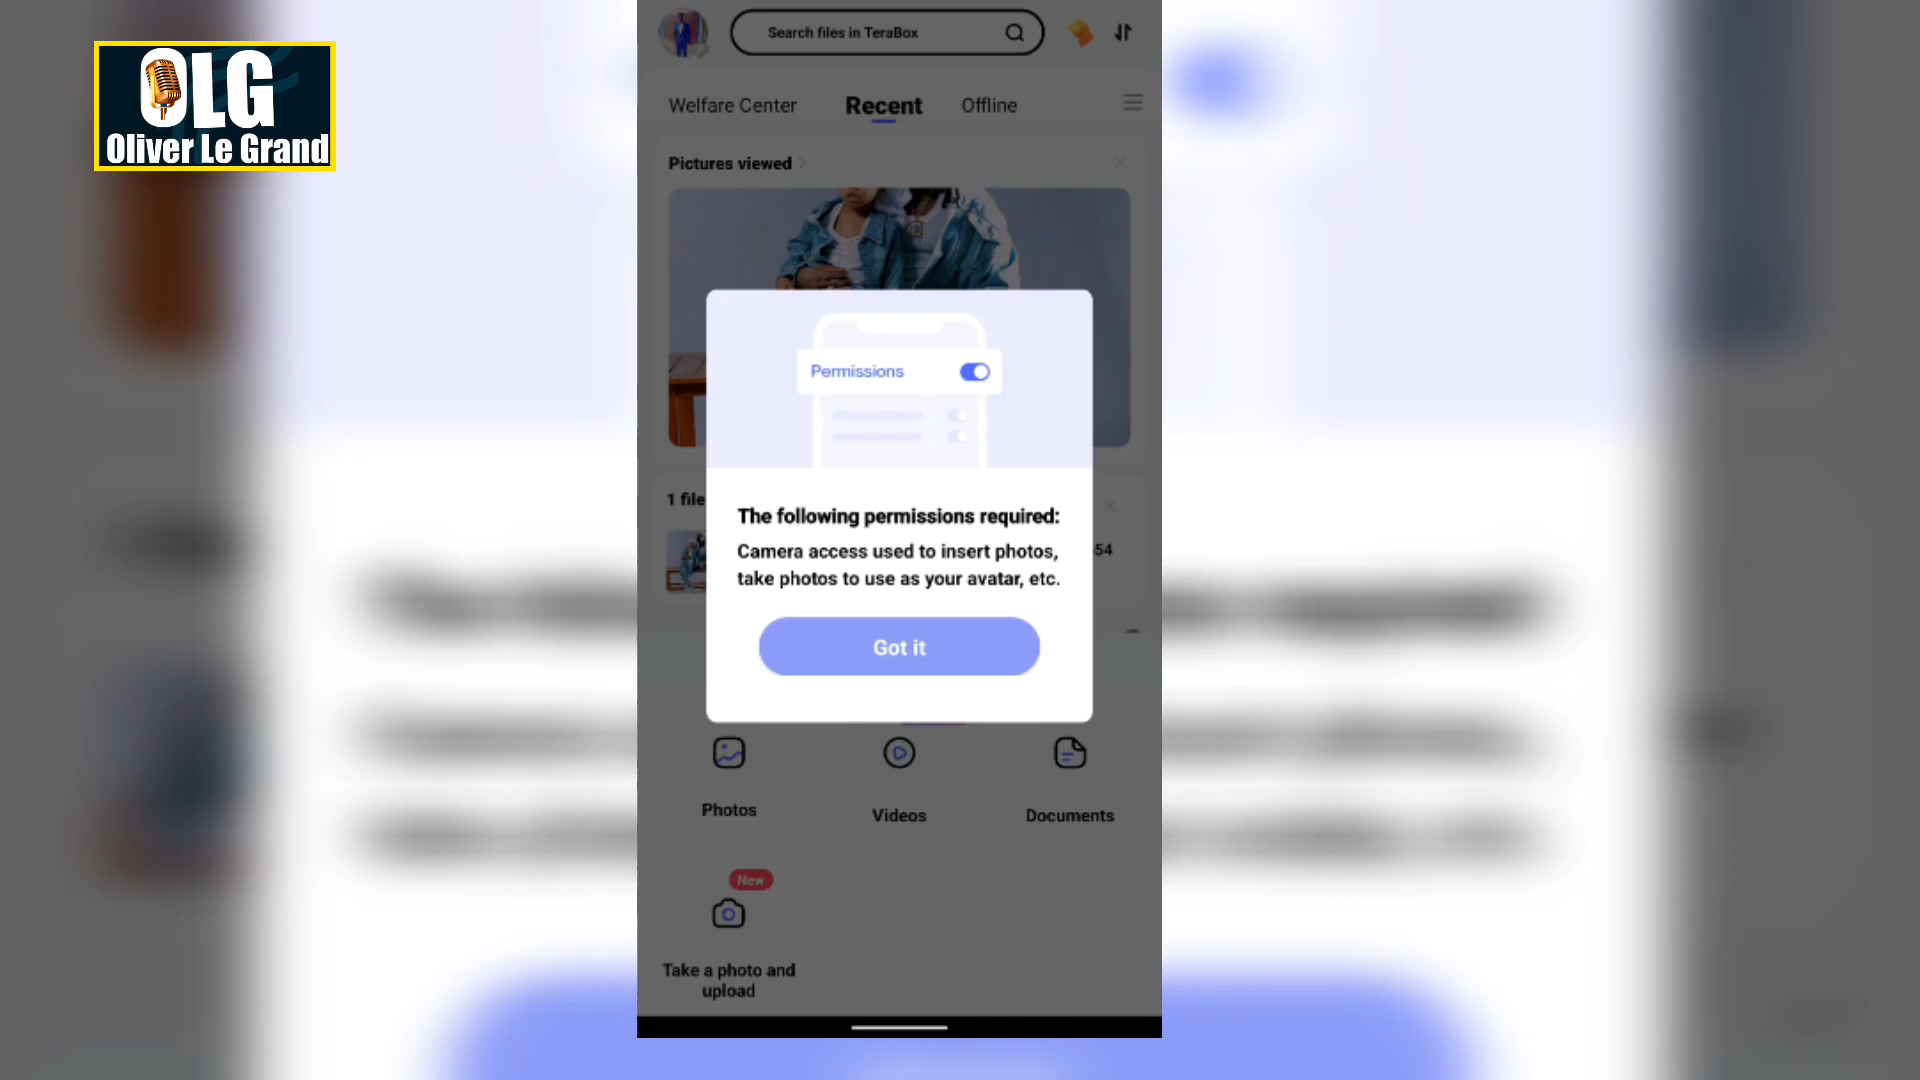 OLG
Oliver Le Grand
Search files in TeraBox
Welfare Center
Recent
Offline
Pictures viewed
Permissions
1 file
The following permissions required:
Camera access used to insert photos,
take photos to use as your avatar, etc.
54
Got it
Photos
Videos
Documents
New
Take a photo and
upload